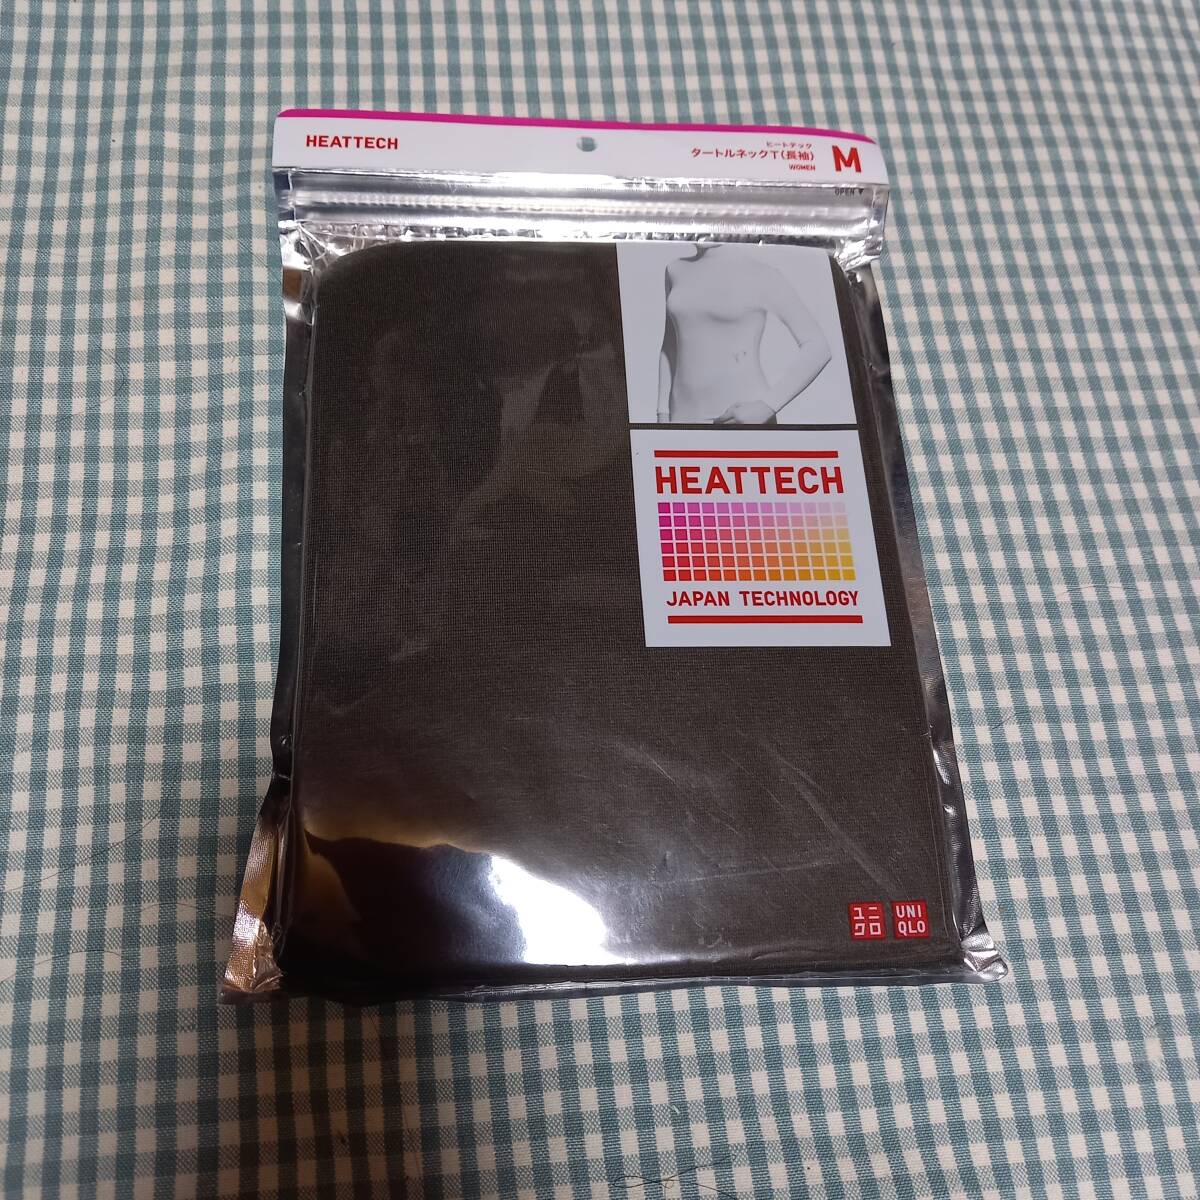 HEATTECH
ヒートテック
タートルネックT(長袖)
WOMEN
M
OPEN▼
HEATTECH
JAPAN TECHNOLOGY
ユニ
クロ
UNI
QLO